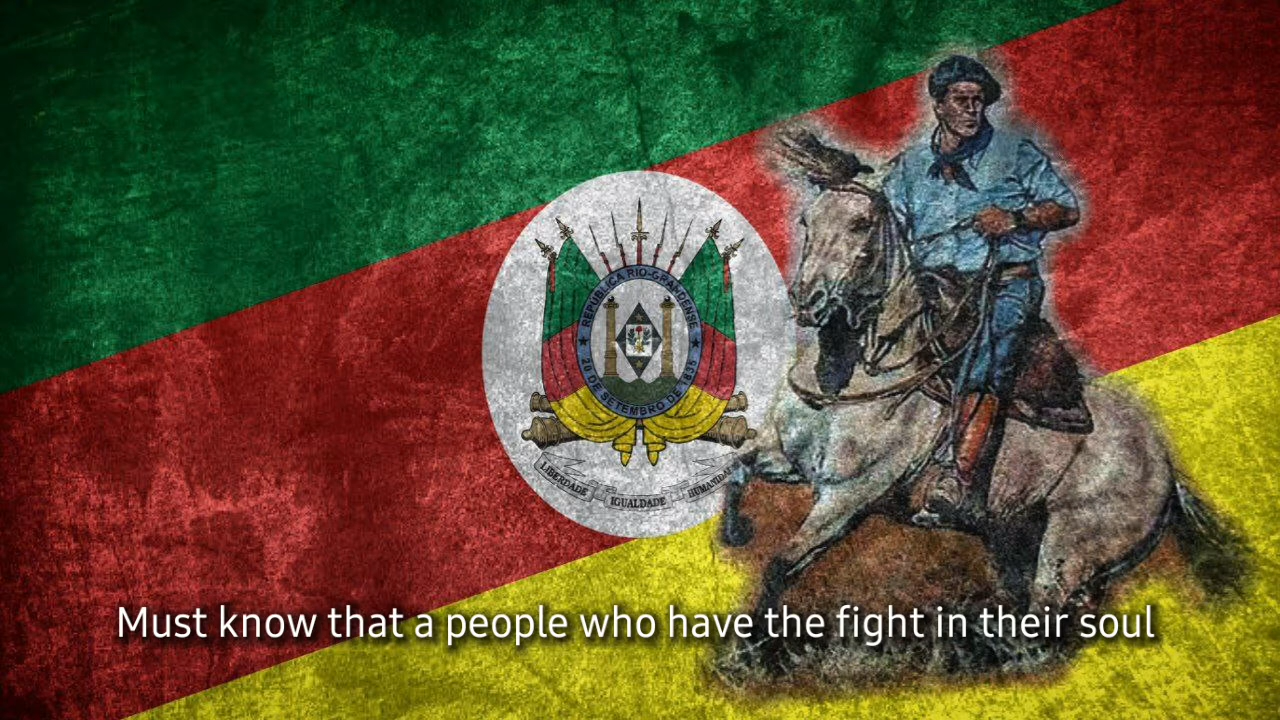 REPÚBLICA RIO-GRANDENSE
★ 20 DE SETEMBRO DE 1835 ★
LIBERDADE
IGUALDADE
HUMANIDADE
Must know that a people who have the fight in their soul